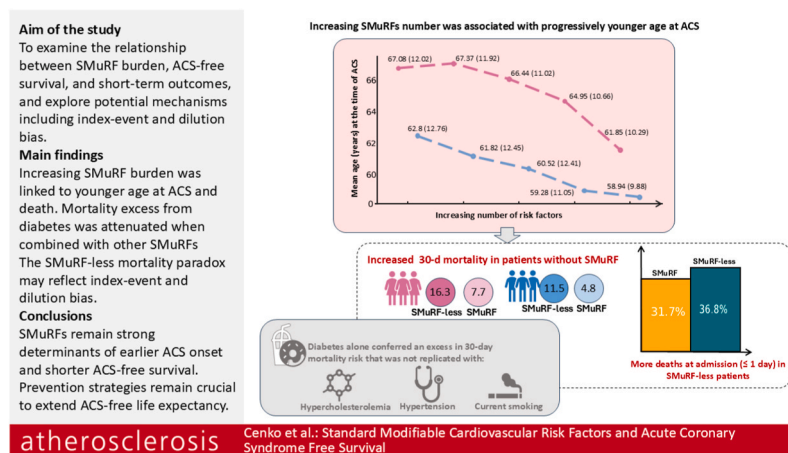 Aim of the study
To examine the relationship
between SMuRF burden, ACS-free
survival, and short-term outcomes,
and explore potential mechanisms
including index-event and dilution
bias.
Main findings
Increasing SMuRF burden was
linked to younger age at ACS and
death. Mortality excess from
diabetes was attenuated when
combined with other SMuRFs
The SMuRF-less mortality paradox
may reflect index-event and
dilution bias.
Conclusions
SMuRFs remain strong
determinants of earlier ACS onset
and shorter ACS-free survival.
Prevention strategies remain crucial
to extend ACS-free life expectancy.
Increasing SMuRFs number was associated with progressively younger age at ACS
Mean age (years) at the time of ACS
66
64
62
60
0
67.08 (12.02)
67.37 (11.92)
66.44 (11.02)
64.95 (10.66)
61.85 (10.29)
62.8 (12.76)
61.82 (12.45)
60.52 (12.41)
59.28 (11.05)
58.94 (9.88)
Increasing number of risk factors
Increased 30-d mortality in patients without SMuRF
16.3
7.7
11.5
4.8
SMuRF-less
SMuRF
SMuRF-less
SMuRF
SMuRF
SMuRF-less
31.7%
36.8%
More deaths at admission (≤ 1 day) in
SMuRF-less patients
Diabetes alone conferred an excess in 30-day
mortality risk that was not replicated with:
Hypercholesterolemia
Hypertension
Current smoking
atherosclerosis
Cenko et al.: Standard Modifiable Cardiovascular Risk Factors and Acute Coronary
Syndrome Free Survival